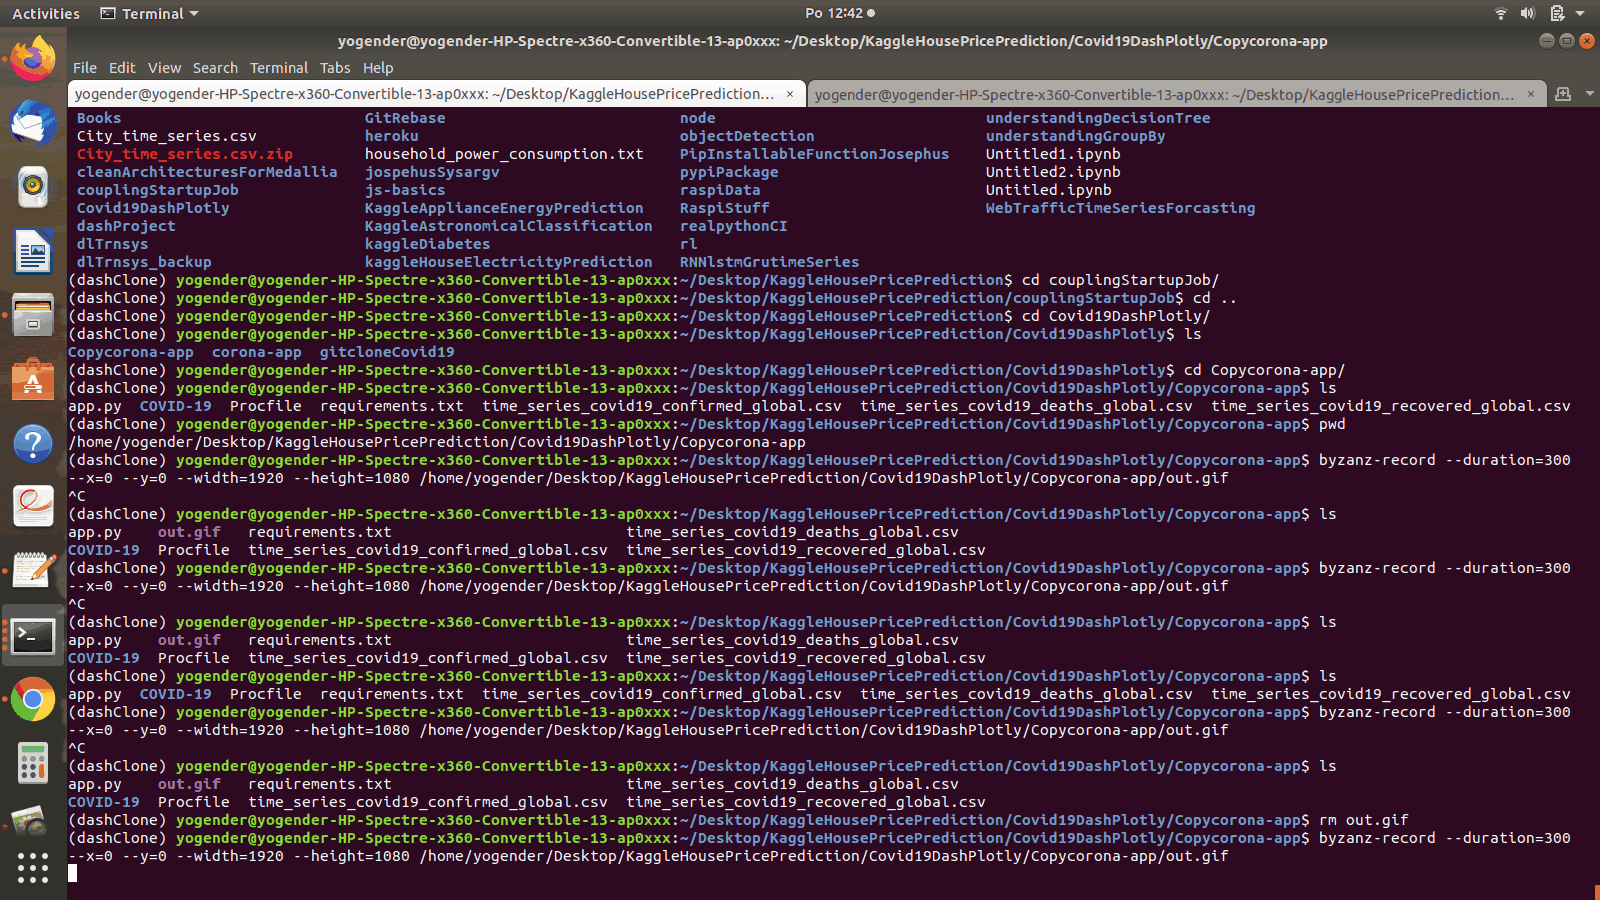 Activities Terminal Po 12:42
yogender@yogender-HP-Spectre-x360-Convertible-13-ap0xxx: ~/Desktop/KaggleHousePricePrediction/Covid19DashPlotly/Copycorona-app
File Edit View Search Terminal Tabs Help
yogender@yogender-HP-Spectre-x360-Convertible-13-ap0xxx: ~/Desktop/KaggleHousePricePrediction... × yogender@yogender-HP-Spectre-x360-Convertible-13-ap0xxx: ~/Desktop/KaggleHousePricePrediction... ×
Books GitRebase node understandingDecisionTree
City_time_series.csv heroku objectDetection understandingGroupBy
City_time_series.csv.zip household_power_consumption.txt PipInstallableFunctionJosephus Untitled1.ipynb
cleanArchitecturesForMedallia jospehusSysargv pypiPackage Untitled2.ipynb
couplingStartupJob js-basics raspiData Untitled.ipynb
Covid19DashPlotly KaggleApplianceEnergyPrediction RaspiStuff WebTrafficTimeSeriesForcasting
dashProject KaggleAstronomicalClassification realpythonCI
dlTrnsys kaggleDiabetes rl
dlTrnsys_backup kaggleHouseElectricityPrediction RNNlstmGrutimeSeries
(dashClone) yogender@yogender-HP-Spectre-x360-Convertible-13-ap0xxx:~/Desktop/KaggleHousePricePrediction$ cd couplingStartupJob/
(dashClone) yogender@yogender-HP-Spectre-x360-Convertible-13-ap0xxx:~/Desktop/KaggleHousePricePrediction/couplingStartupJob$ cd ..
(dashClone) yogender@yogender-HP-Spectre-x360-Convertible-13-ap0xxx:~/Desktop/KaggleHousePricePrediction$ cd Covid19DashPlotly/
(dashClone) yogender@yogender-HP-Spectre-x360-Convertible-13-ap0xxx:~/Desktop/KaggleHousePricePrediction/Covid19DashPlotly$ ls
Copycorona-app corona-app gitcloneCovid19
(dashClone) yogender@yogender-HP-Spectre-x360-Convertible-13-ap0xxx:~/Desktop/KaggleHousePricePrediction/Covid19DashPlotly$ cd Copycorona-app/
(dashClone) yogender@yogender-HP-Spectre-x360-Convertible-13-ap0xxx:~/Desktop/KaggleHousePricePrediction/Covid19DashPlotly/Copycorona-app$ ls
app.py COVID-19 Procfile requirements.txt time_series_covid19_confirmed_global.csv time_series_covid19_deaths_global.csv time_series_covid19_recovered_global.csv
(dashClone) yogender@yogender-HP-Spectre-x360-Convertible-13-ap0xxx:~/Desktop/KaggleHousePricePrediction/Covid19DashPlotly/Copycorona-app$ pwd
/home/yogender/Desktop/KaggleHousePricePrediction/Covid19DashPlotly/Copycorona-app
(dashClone) yogender@yogender-HP-Spectre-x360-Convertible-13-ap0xxx:~/Desktop/KaggleHousePricePrediction/Covid19DashPlotly/Copycorona-app$ byzanz-record --duration=300
--x=0 --y=0 --width=1920 --height=1080 /home/yogender/Desktop/KaggleHousePricePrediction/Covid19DashPlotly/Copycorona-app/out.gif
^C
(dashClone) yogender@yogender-HP-Spectre-x360-Convertible-13-ap0xxx:~/Desktop/KaggleHousePricePrediction/Covid19DashPlotly/Copycorona-app$ ls
app.py out.gif requirements.txt time_series_covid19_deaths_global.csv
COVID-19 Procfile time_series_covid19_confirmed_global.csv time_series_covid19_recovered_global.csv
(dashClone) yogender@yogender-HP-Spectre-x360-Convertible-13-ap0xxx:~/Desktop/KaggleHousePricePrediction/Covid19DashPlotly/Copycorona-app$ byzanz-record --duration=300
--x=0 --y=0 --width=1920 --height=1080 /home/yogender/Desktop/KaggleHousePricePrediction/Covid19DashPlotly/Copycorona-app/out.gif
^C
(dashClone) yogender@yogender-HP-Spectre-x360-Convertible-13-ap0xxx:~/Desktop/KaggleHousePricePrediction/Covid19DashPlotly/Copycorona-app$ ls
app.py out.gif requirements.txt time_series_covid19_deaths_global.csv
COVID-19 Procfile time_series_covid19_confirmed_global.csv time_series_covid19_recovered_global.csv
(dashClone) yogender@yogender-HP-Spectre-x360-Convertible-13-ap0xxx:~/Desktop/KaggleHousePricePrediction/Covid19DashPlotly/Copycorona-app$ ls
app.py COVID-19 Procfile requirements.txt time_series_covid19_confirmed_global.csv time_series_covid19_deaths_global.csv time_series_covid19_recovered_global.csv
(dashClone) yogender@yogender-HP-Spectre-x360-Convertible-13-ap0xxx:~/Desktop/KaggleHousePricePrediction/Covid19DashPlotly/Copycorona-app$ byzanz-record --duration=300
--x=0 --y=0 --width=1920 --height=1080 /home/yogender/Desktop/KaggleHousePricePrediction/Covid19DashPlotly/Copycorona-app/out.gif
^C
(dashClone) yogender@yogender-HP-Spectre-x360-Convertible-13-ap0xxx:~/Desktop/KaggleHousePricePrediction/Covid19DashPlotly/Copycorona-app$ ls
app.py out.gif requirements.txt time_series_covid19_deaths_global.csv
COVID-19 Procfile time_series_covid19_confirmed_global.csv time_series_covid19_recovered_global.csv
(dashClone) yogender@yogender-HP-Spectre-x360-Convertible-13-ap0xxx:~/Desktop/KaggleHousePricePrediction/Covid19DashPlotly/Copycorona-app$ rm out.gif
(dashClone) yogender@yogender-HP-Spectre-x360-Convertible-13-ap0xxx:~/Desktop/KaggleHousePricePrediction/Covid19DashPlotly/Copycorona-app$ byzanz-record --duration=300
--x=0 --y=0 --width=1920 --height=1080 /home/yogender/Desktop/KaggleHousePricePrediction/Covid19DashPlotly/Copycorona-app/out.gif